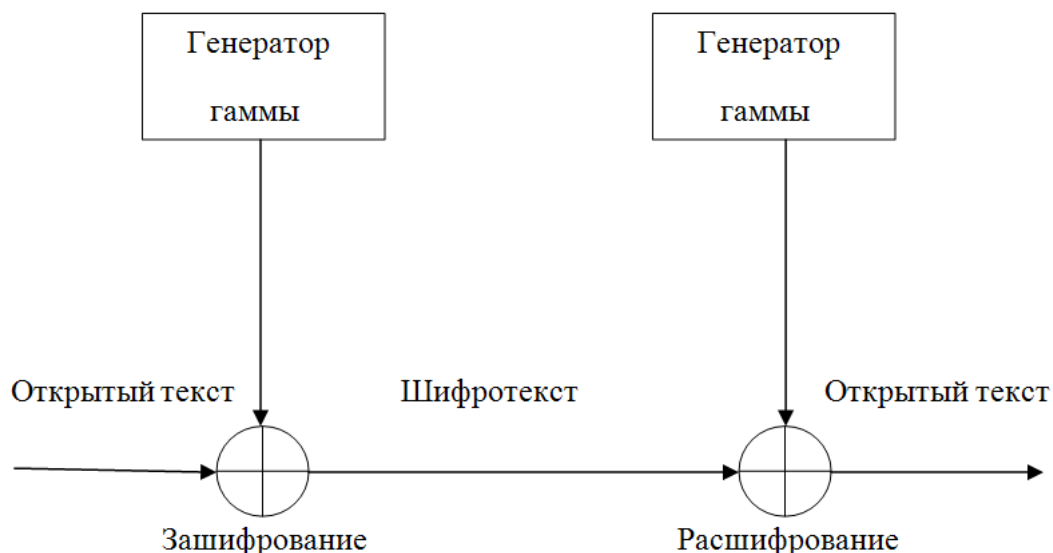 Генератор
гаммы
Генератор
гаммы
Открытый текст
Шифротекст
Открытый текст
Зашифрование
Расшифрование